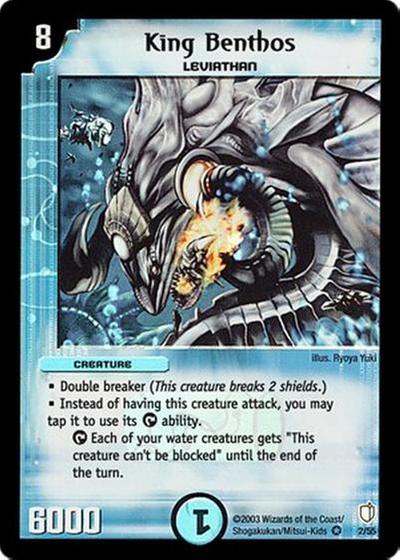 8
King Benthos
LEVIATHAN
illus. Ryoya Yuki
CREATURE
▪ Double breaker (This creature breaks 2 shields.)
▪ Instead of having this creature attack, you may
tap it to use its ability.
Each of your water creatures gets "This
creature can't be blocked" until the end of
the turn.
6000
1
©2003 Wizards of the Coast/
Shogakukan/Mitsui-Kids 2/55